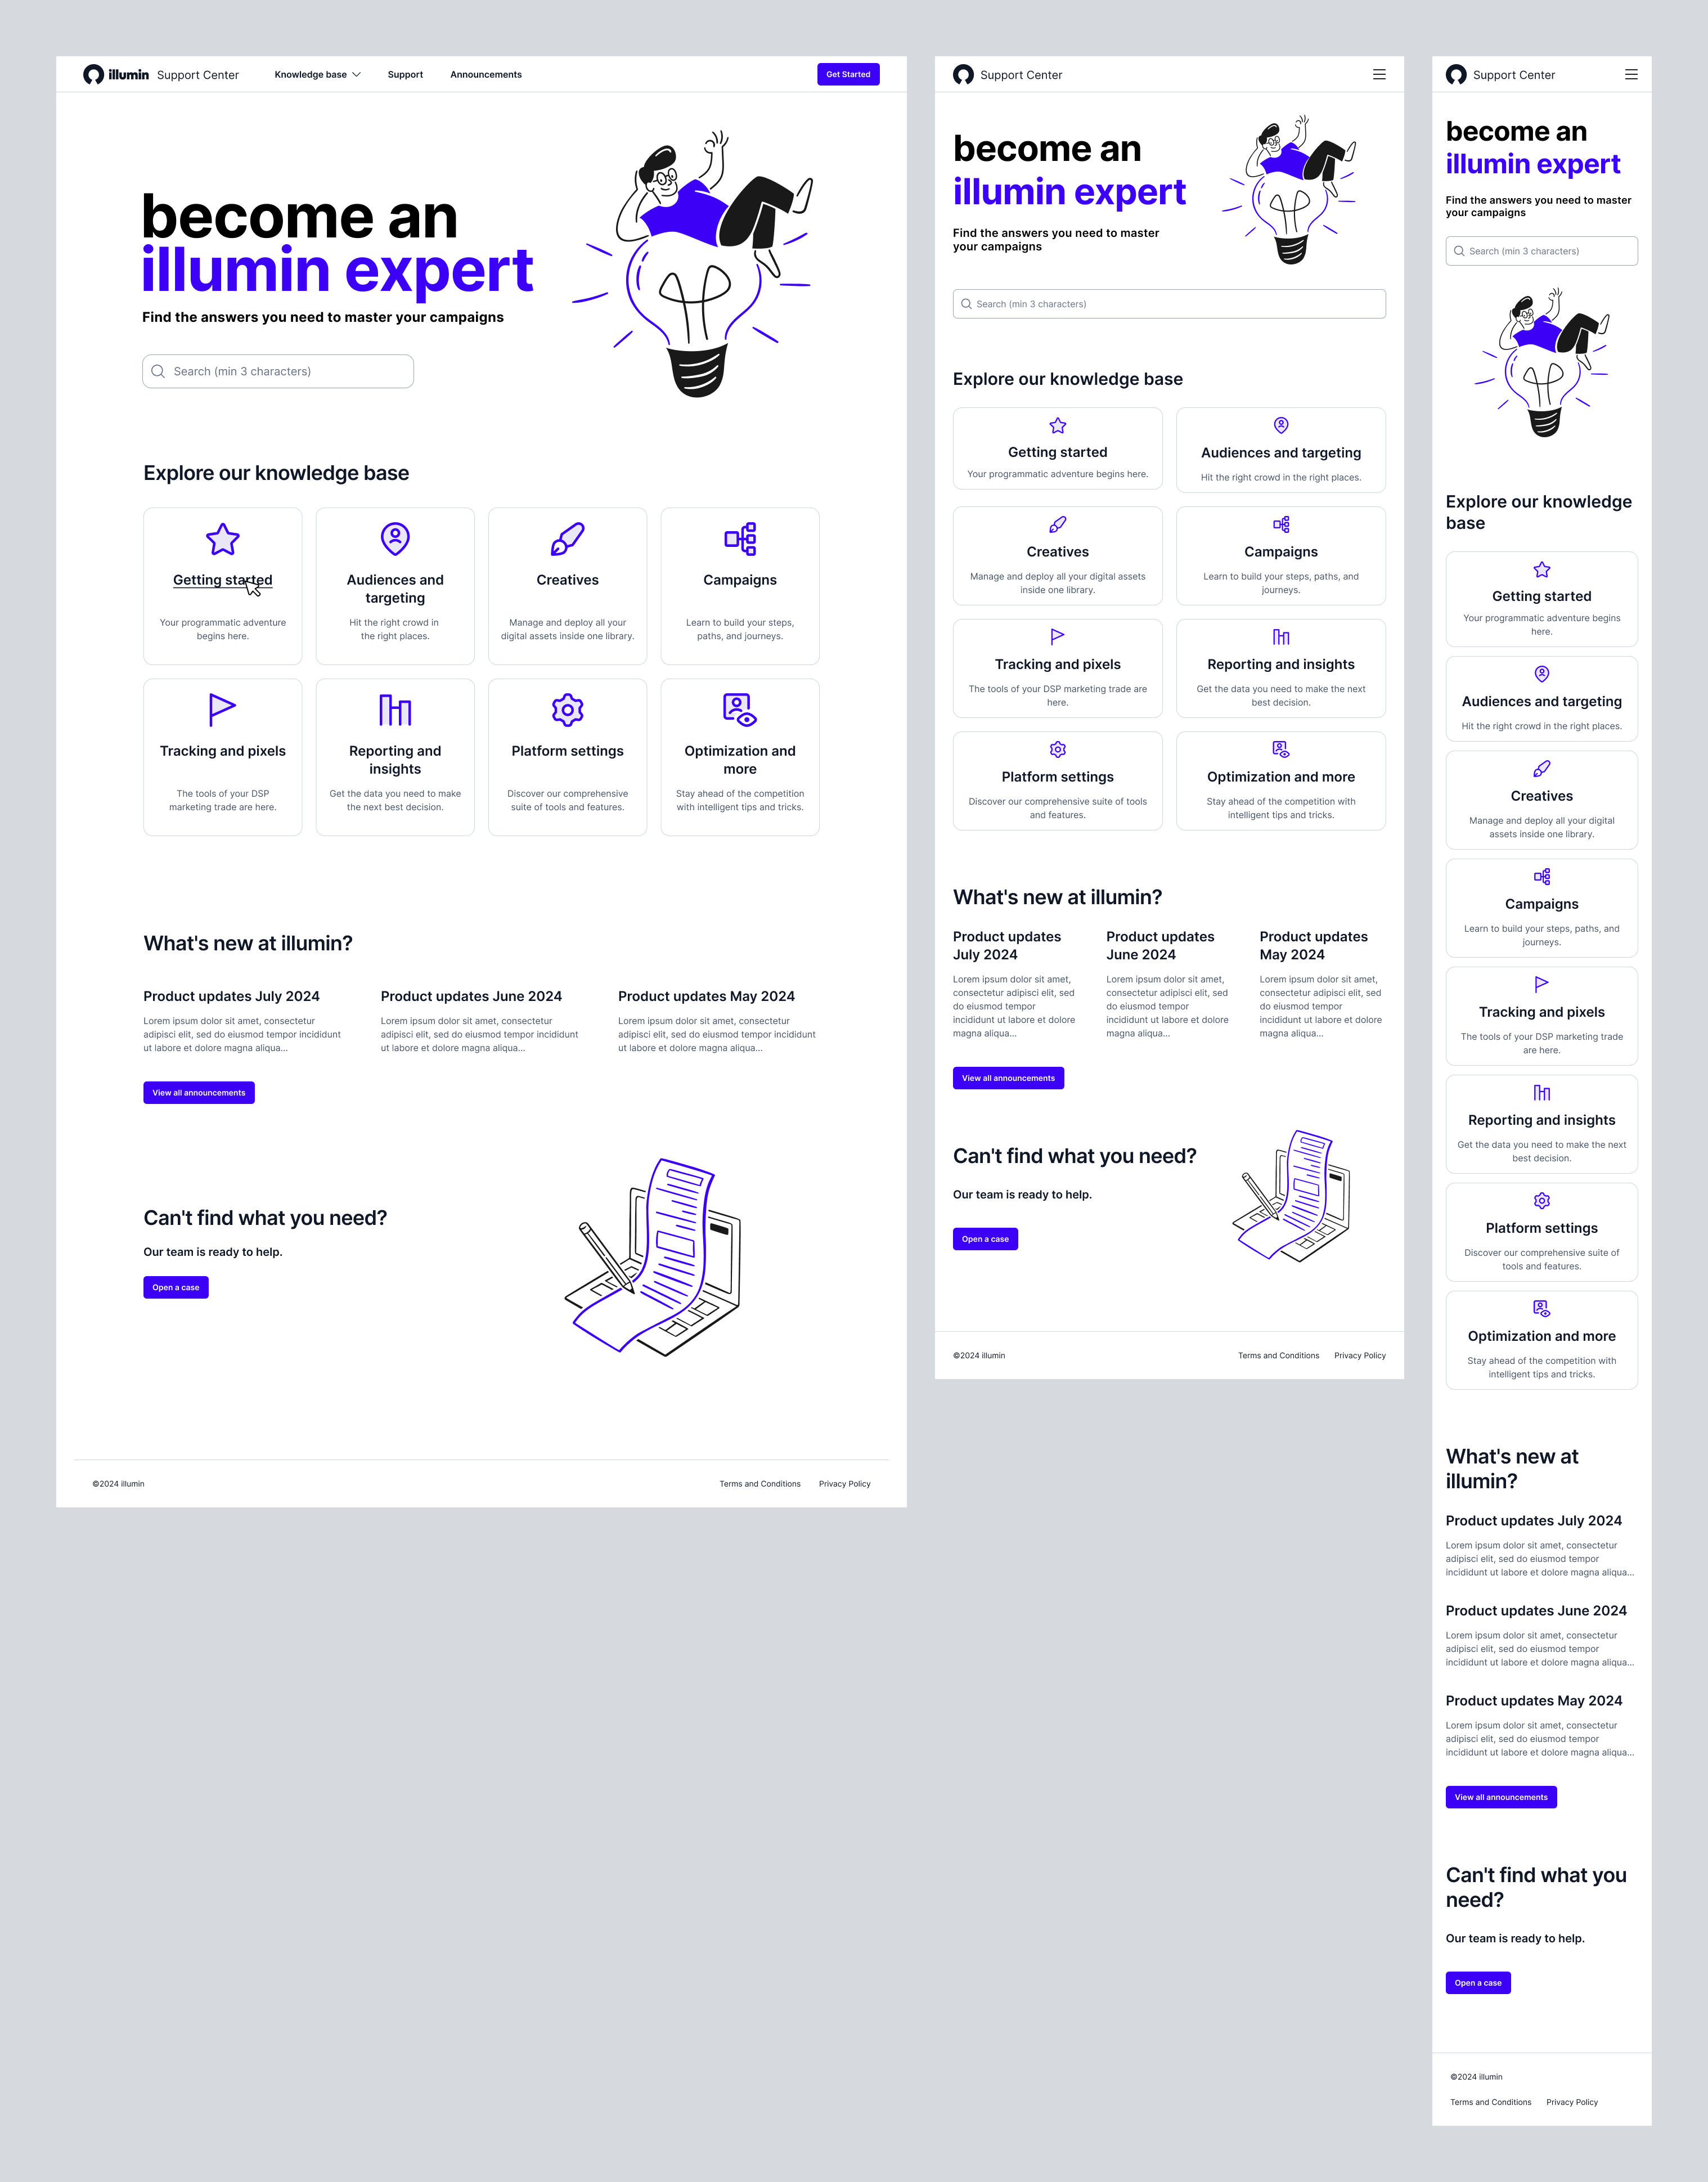 illumin Support Center Knowledge base Support Announcements Get Started
become an
illumin expert
Find the answers you need to master your campaigns
Search (min 3 characters)
Explore our knowledge base
Getting started
Your programmatic adventure
begins here.
Audiences and
targeting
Hit the right crowd in
the right places.
Creatives
Manage and deploy all your
digital assets inside one library.
Campaigns
Learn to build your steps,
paths, and journeys.
Tracking and pixels
The tools of your DSP
marketing trade are here.
Reporting and
insights
Get the data you need to make
the next best decision.
Platform settings
Discover our comprehensive
suite of tools and features.
Optimization and
more
Stay ahead of the competition
with intelligent tips and tricks.
What's new at illumin?
Product updates July 2024
Lorem ipsum dolor sit amet, consectetur
adipisci elit, sed do eiusmod tempor incididunt
ut labore et dolore magna aliqua...
Product updates June 2024
Lorem ipsum dolor sit amet, consectetur
adipisci elit, sed do eiusmod tempor incididunt
ut labore et dolore magna aliqua...
Product updates May 2024
Lorem ipsum dolor sit amet, consectetur
adipisci elit, sed do eiusmod tempor incididunt
ut labore et dolore magna aliqua...
View all announcements
Can't find what you need?
Our team is ready to help.
Open a case
©2024 illumin Terms and Conditions Privacy Policy
Support Center
become an
illumin expert
Find the answers you need to master
your campaigns
Search (min 3 characters)
Explore our knowledge base
Getting started
Your programmatic adventure begins here.
Audiences and targeting
Hit the right crowd in the right places.
Creatives
Manage and deploy all your digital assets
inside one library.
Campaigns
Learn to build your steps, paths, and
journeys.
Tracking and pixels
The tools of your DSP marketing trade are
here.
Reporting and insights
Get the data you need to make the next
best decision.
Platform settings
Discover our comprehensive suite of tools
and features.
Optimization and more
Stay ahead of the competition with
intelligent tips and tricks.
What's new at illumin?
Product updates
July 2024
Lorem ipsum dolor sit amet,
consectetur adipisci elit, sed
do eiusmod tempor
incididunt ut labore et dolore
magna aliqua...
Product updates
June 2024
Lorem ipsum dolor sit amet,
consectetur adipisci elit, sed
do eiusmod tempor
incididunt ut labore et dolore
magna aliqua...
Product updates
May 2024
Lorem ipsum dolor sit amet,
consectetur adipisci elit, sed
do eiusmod tempor
incididunt ut labore et dolore
magna aliqua...
View all announcements
Can't find what you need?
Our team is ready to help.
Open a case
©2024 illumin Terms and Conditions Privacy Policy
Support Center
become an
illumin expert
Find the answers you need to master
your campaigns
Search (min 3 characters)
Explore our knowledge
base
Getting started
Your programmatic adventure begins
here.
Audiences and targeting
Hit the right crowd in the right places.
Creatives
Manage and deploy all your digital
assets inside one library.
Campaigns
Learn to build your steps, paths, and
journeys.
Tracking and pixels
The tools of your DSP marketing trade
are here.
Reporting and insights
Get the data you need to make the next
best decision.
Platform settings
Discover our comprehensive suite of
tools and features.
Optimization and more
Stay ahead of the competition with
intelligent tips and tricks.
What's new at
illumin?
Product updates July 2024
Lorem ipsum dolor sit amet, consectetur
adipisci elit, sed do eiusmod tempor
incididunt ut labore et dolore magna aliqua...
Product updates June 2024
Lorem ipsum dolor sit amet, consectetur
adipisci elit, sed do eiusmod tempor
incididunt ut labore et dolore magna aliqua...
Product updates May 2024
Lorem ipsum dolor sit amet, consectetur
adipisci elit, sed do eiusmod tempor
incididunt ut labore et dolore magna aliqua...
View all announcements
Can't find what you
need?
Our team is ready to help.
Open a case
©2024 illumin
Terms and Conditions Privacy Policy